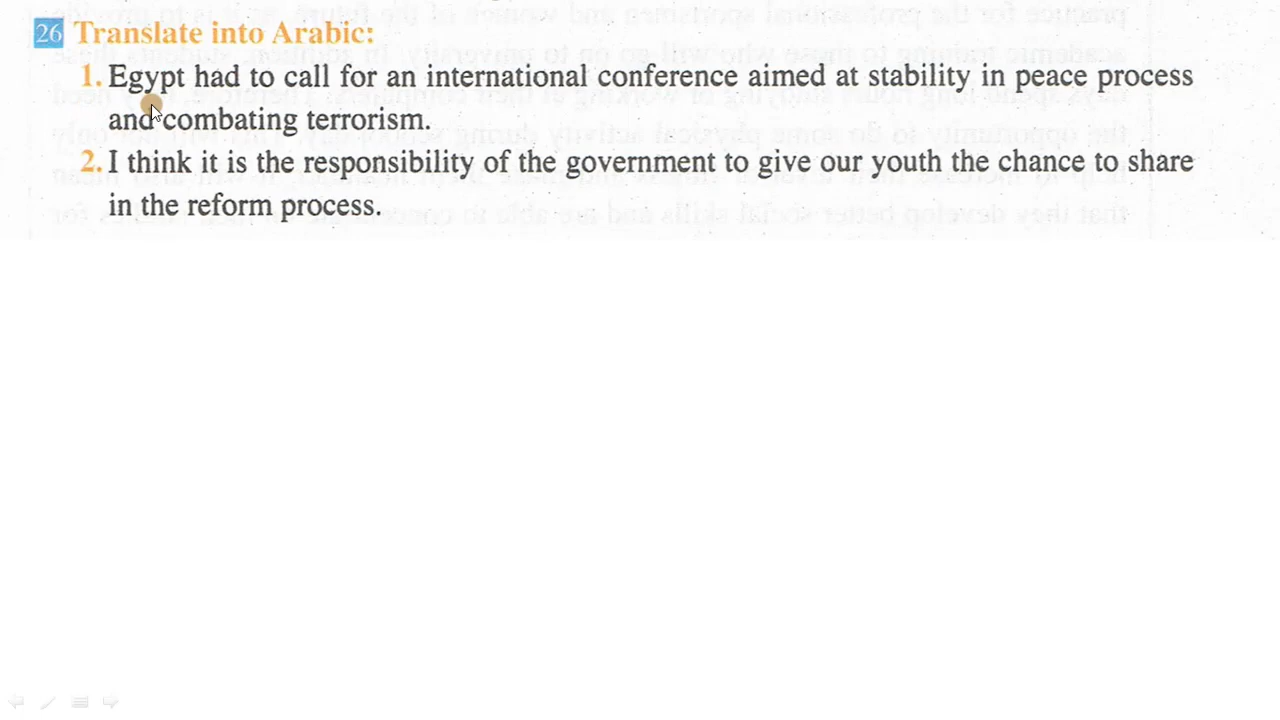 26 Translate into Arabic:
1. Egypt had to call for an international conference aimed at stability in peace process
and combating terrorism.
2. I think it is the responsibility of the government to give our youth the chance to share
in the reform process.